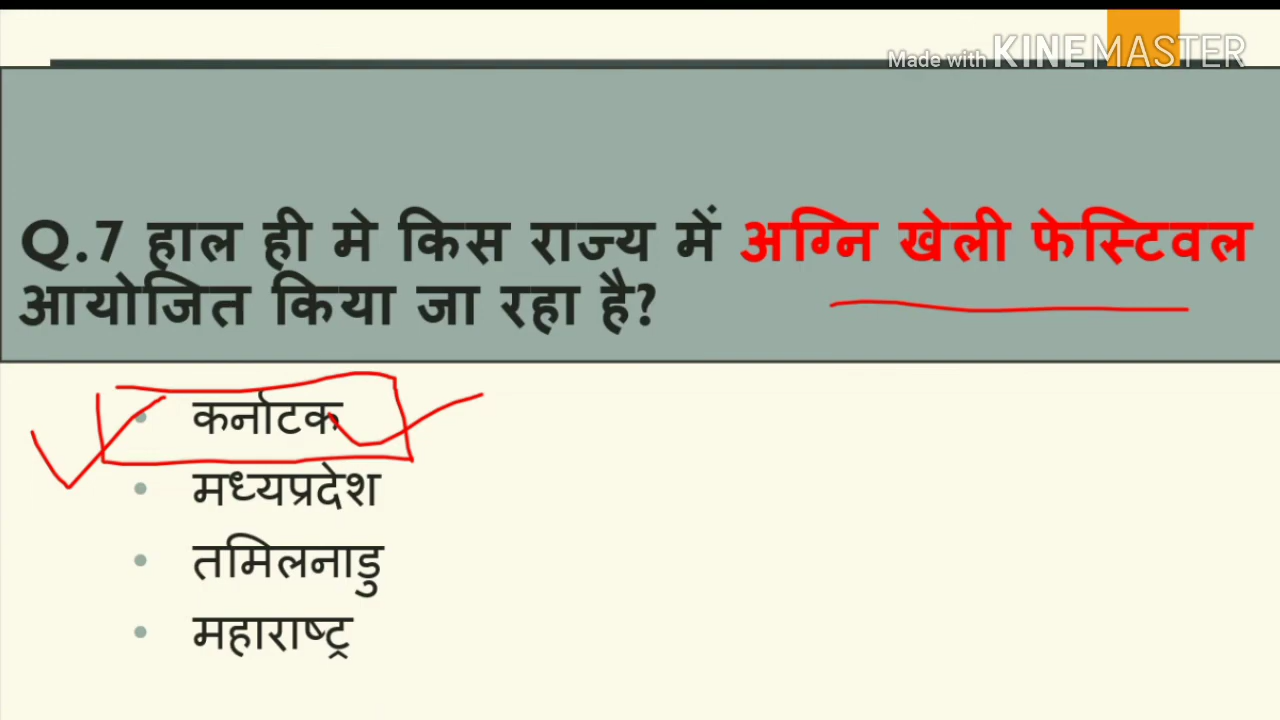 Made with KINEMASTER
Q.7 हाल ही मे किस राज्य में अग्नि खेली फेस्टिवल
आयोजित किया जा रहा है?
कर्नाटक
मध्यप्रदेश
तमिलनाडु
महाराष्ट्र